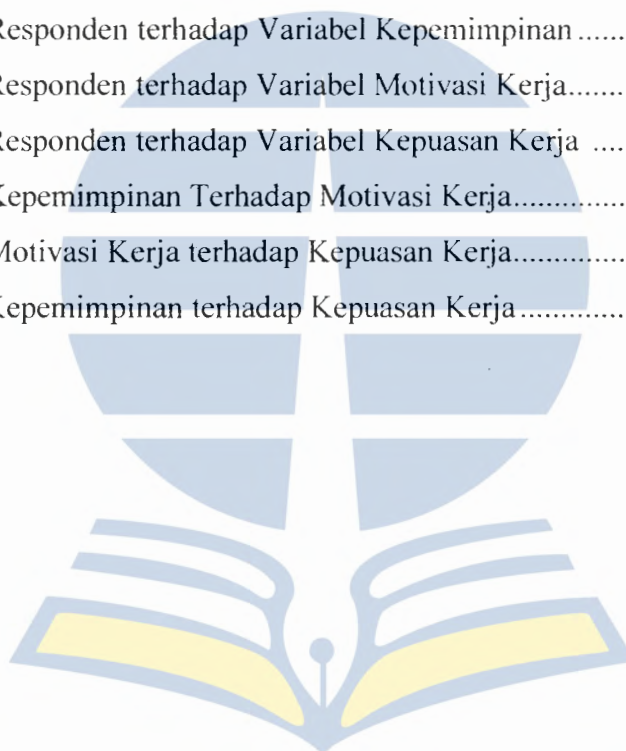 Responden terhadap Variabel Kepemimpinan ......
Responden terhadap Variabel Motivasi Kerja.......
Responden terhadap Variabel Kepuasan Kerja ....
Kepemimpinan Terhadap Motivasi Kerja.............
Motivasi Kerja terhadap Kepuasan Kerja.............
Kepemimpinan terhadap Kepuasan Kerja .............